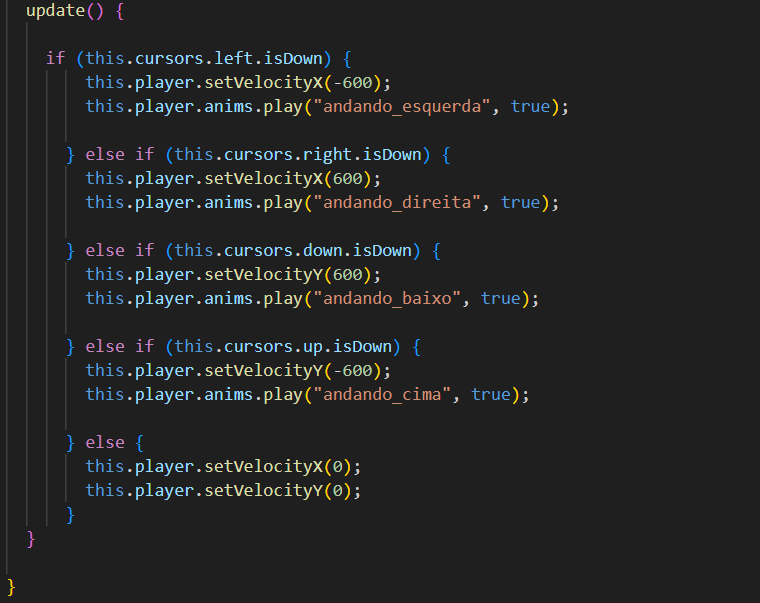 update() {
if (this.cursors.left.isDown) {
this.player.setVelocityX(-600);
this.player.anims.play("andando_esquerda", true);
} else if (this.cursors.right.isDown) {
this.player.setVelocityX(600);
this.player.anims.play("andando_direita", true);
} else if (this.cursors.down.isDown) {
this.player.setVelocityY(600);
this.player.anims.play("andando_baixo", true);
} else if (this.cursors.up.isDown) {
this.player.setVelocityY(-600);
this.player.anims.play("andando_cima", true);
} else {
this.player.setVelocityX(0);
this.player.setVelocityY(0);
}
}
}